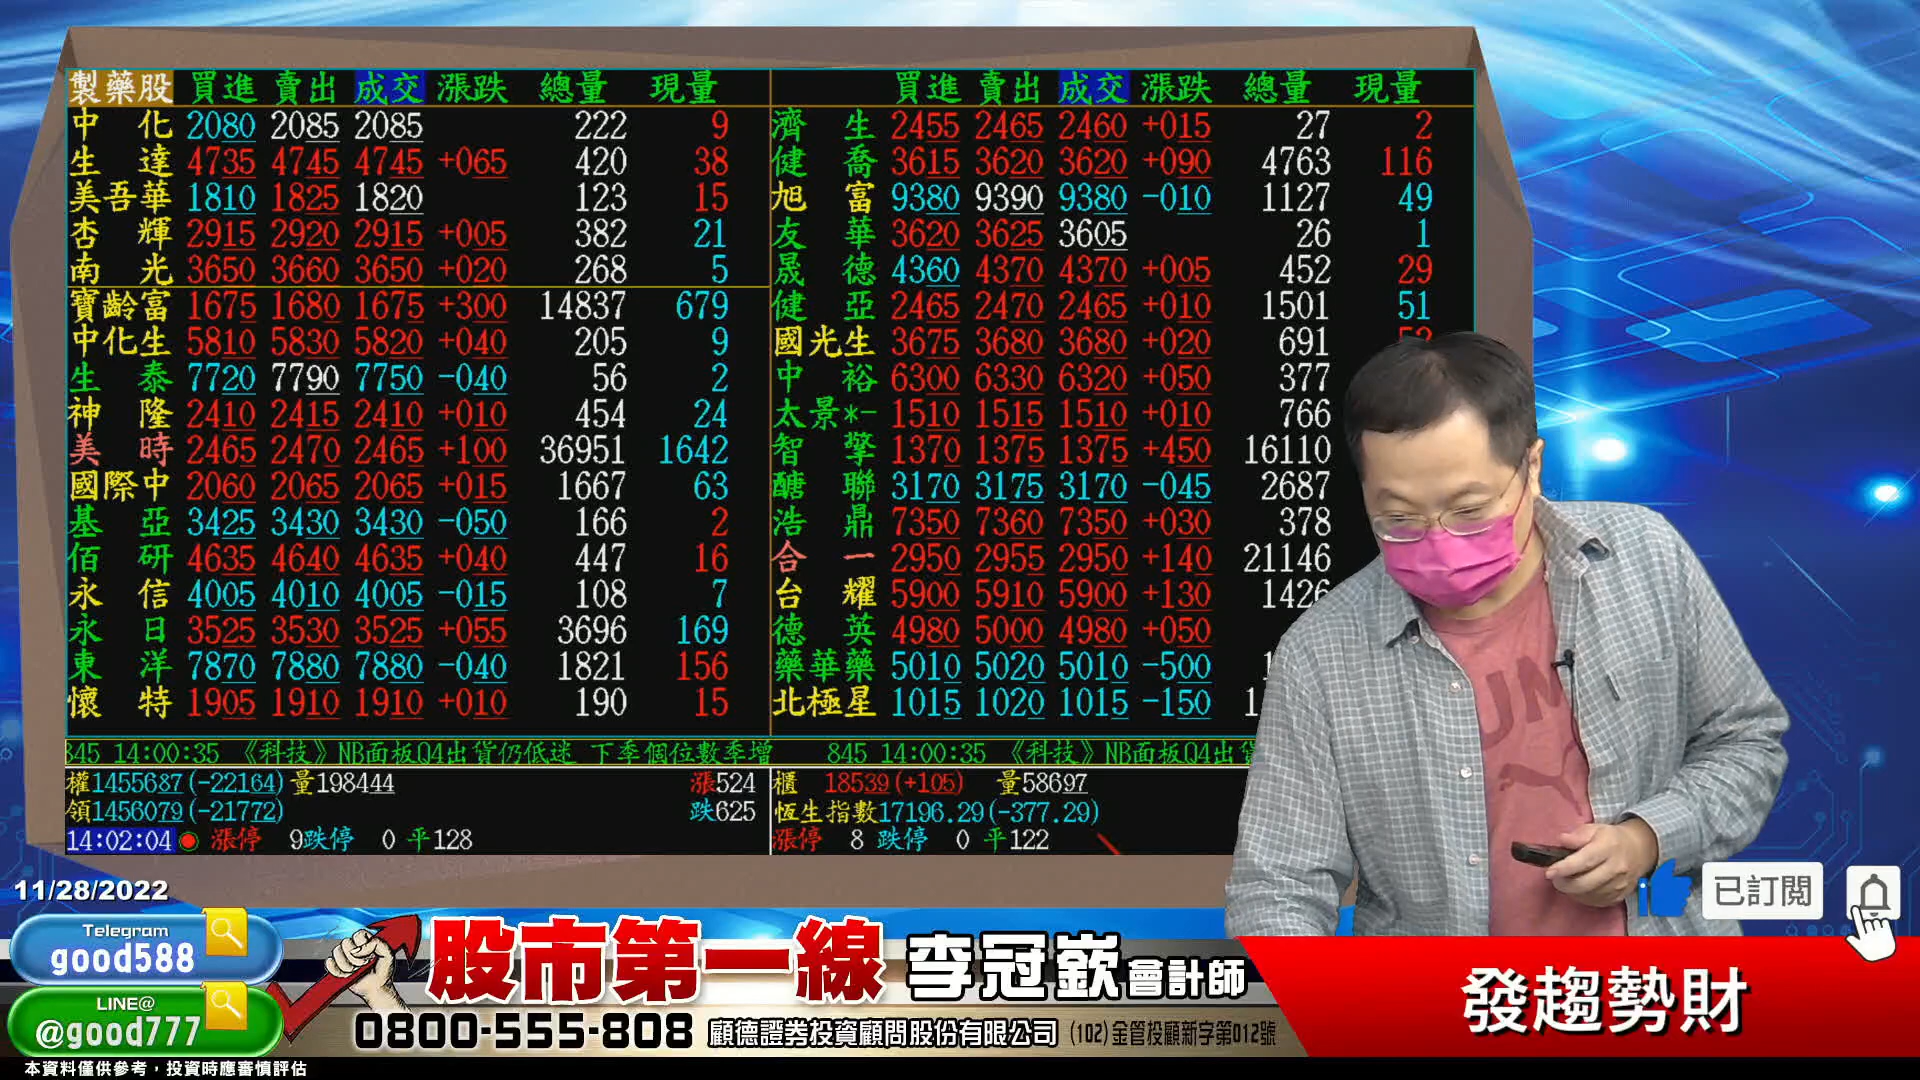 製藥股 買進 賣出 成交 漲跌 總量 現量
中化 2080 2085 2085 222 9
生達 4735 4745 4745 +065 420 38
美吾華 1810 1825 1820 123 15
杏輝 2915 2920 2915 +005 382 21
南光 3650 3660 3650 +020 268 5
寶齡富 1675 1680 1675 +300 14837 679
中化生 5810 5830 5820 +040 205 9
生泰 7720 7790 7750 -040 56 2
神隆 2410 2415 2410 +010 454 24
美時 2465 2470 2465 +100 36951 1642
國際中 2060 2065 2065 +015 1667 63
基亞 3425 3430 3430 -050 166 2
佰研 4635 4640 4635 +040 447 16
永信 4005 4010 4005 -015 108 7
永日 3525 3530 3525 +055 3696 169
東洋 7870 7880 7880 -040 1821 156
懷特 1905 1910 1910 +010 190 15
買進 賣出 成交 漲跌 總量 現量
濟生 2455 2465 2460 +015 27 2
健喬 3615 3620 3620 +090 4763 116
旭富 9380 9390 9380 -010 1127 49
友華 3620 3625 3605 26 1
晟德 4360 4370 4370 +005 452 29
健亞 2465 2470 2465 +010 1501 51
國光生 3675 3680 3680 +020 691
中裕 6300 6330 6320 +050 377
太景*- 1510 1515 1510 +010 766
智擎 1370 1375 1375 +450 16110
醣聯 3170 3175 3170 -045 2687
浩鼎 7350 7360 7350 +030 378
合一 2950 2955 2950 +140 21146
台耀 5900 5910 5900 +130 1426
德英 4980 5000 4980 +050
藥華藥 5010 5020 5010 -500
北極星 1015 1020 1015 -150
845 14:00:35 《科技》NB面板Q4出貨仍低迷 下季個位數季增
845 14:00:35 《科技》NB面板Q4出貨
權1455687(-22164)量198444 漲524
領1456079(-21772) 跌625
14:02:04 漲停 9跌停 0 平128
櫃 18539(+105) 量58697
恆生指數17196.29(-377.29)
漲停 8 跌停 0 平122
11/28/2022
Telegram
good588
LINE@
@good777
股市第一線 李冠嶔會計師
0800-555-808 顧德證券投資顧問股份有限公司 (102)金管投顧新字第012號
本資料僅供參考，投資時應審慎評估
已訂閱
發趨勢財